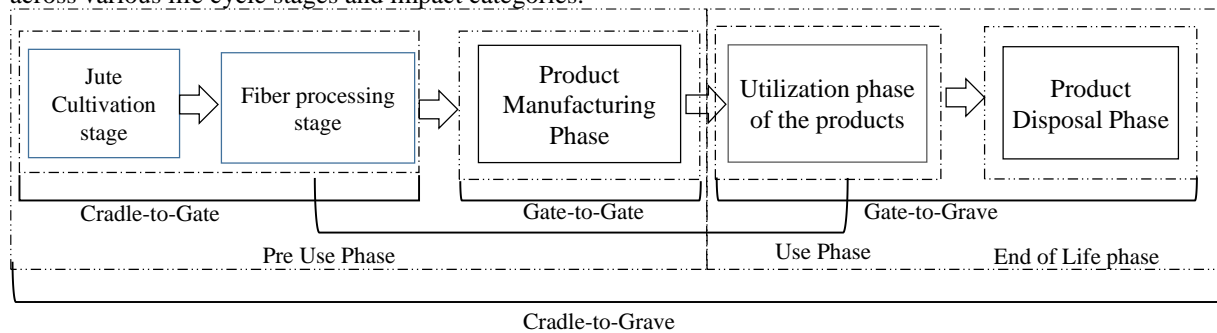 across various life cycle stages and impact categories.
Jute
Cultivation
stage
Fiber processing
stage
Product
Manufacturing
Phase
Utilization phase
of the products
Product
Disposal Phase
Cradle-to-Gate
Gate-to-Gate
Gate-to-Grave
Pre Use Phase
Use Phase
End of Life phase
Cradle-to-Grave